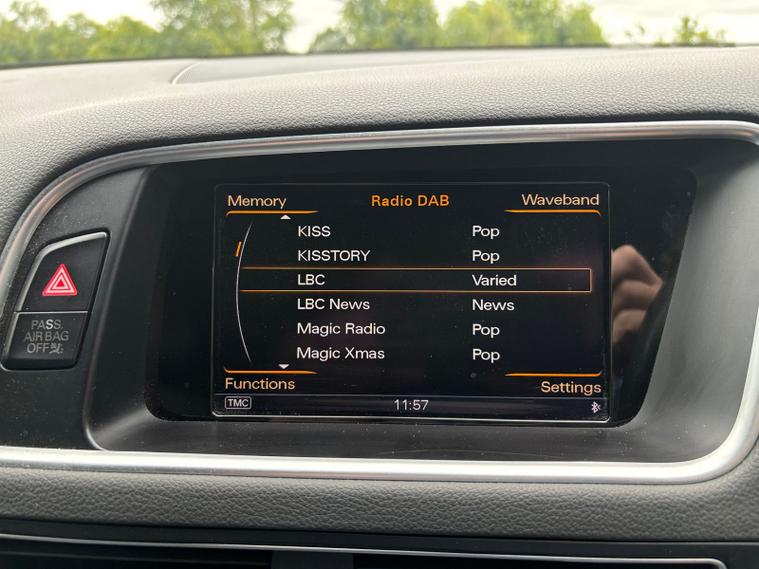 Memory Radio DAB Waveband
KISS Pop
KISSTORY Pop
LBC Varied
LBC News News
Magic Radio Pop
Magic Xmas Pop
Functions Settings
TMC 11:57
PASS.
AIR BAG
OFF